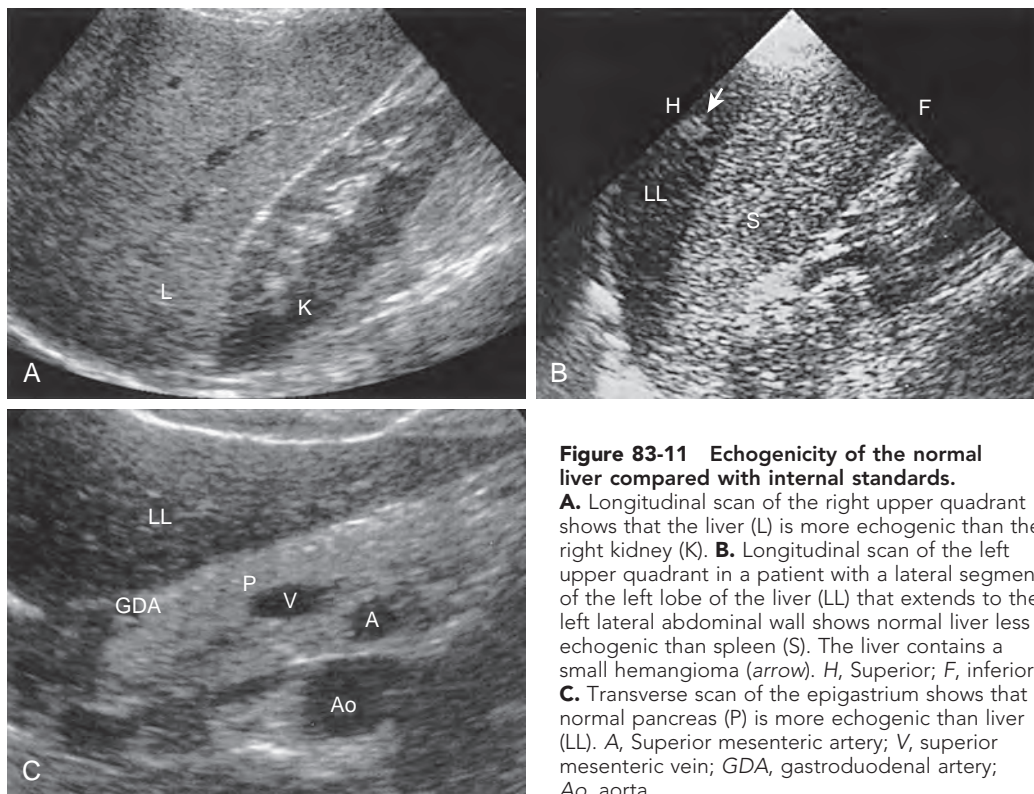 L
K
A
H
F
LL
S
B
LL
P
V
GDA
A
Ao
C
Figure 83-11 Echogenicity of the normal
liver compared with internal standards.
A. Longitudinal scan of the right upper quadrant
shows that the liver (L) is more echogenic than the
right kidney (K). B. Longitudinal scan of the left
upper quadrant in a patient with a lateral segmen
of the left lobe of the liver (LL) that extends to the
left lateral abdominal wall shows normal liver less
echogenic than spleen (S). The liver contains a
small hemangioma (arrow). H, Superior; F, inferior
C. Transverse scan of the epigastrium shows that
normal pancreas (P) is more echogenic than liver
(LL). A, Superior mesenteric artery; V, superior
mesenteric vein; GDA, gastroduodenal artery;
Ao, aorta